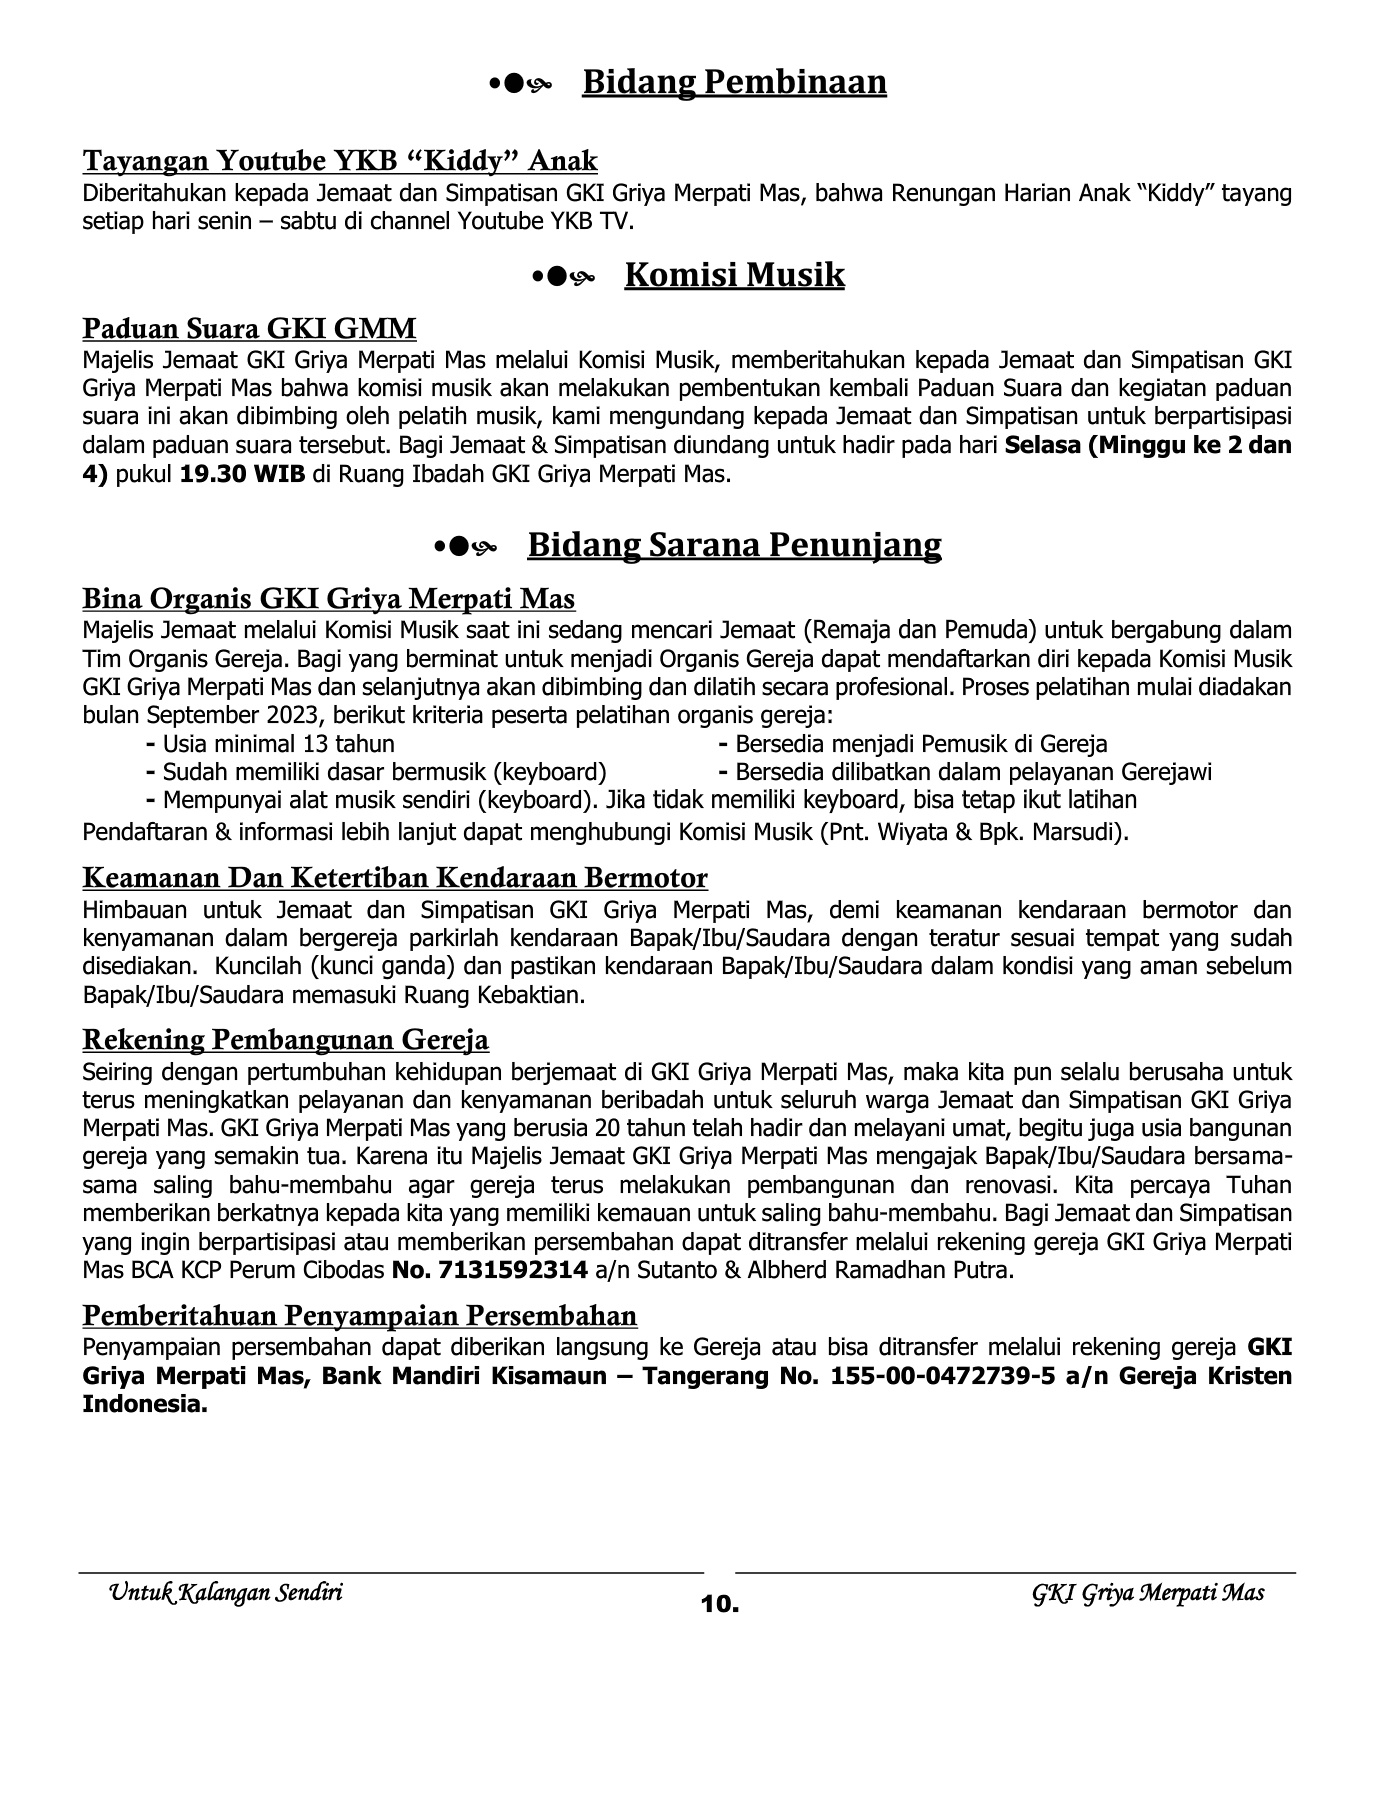 Bidang Pembinaan
Tayangan Youtube YKB “Kiddy” Anak
Diberitahukan kepada Jemaat dan Simpatisan GKI Griya Merpati Mas, bahwa Renungan Harian Anak “Kiddy” tayang
setiap hari senin – sabtu di channel Youtube YKB TV.
Komisi Musik
Paduan Suara GKI GMM
Majelis Jemaat GKI Griya Merpati Mas melalui Komisi Musik, memberitahukan kepada Jemaat dan Simpatisan GKI
Griya Merpati Mas bahwa komisi musik akan melakukan pembentukan kembali Paduan Suara dan kegiatan paduan
suara ini akan dibimbing oleh pelatih musik, kami mengundang kepada Jemaat dan Simpatisan untuk berpartisipasi
dalam paduan suara tersebut. Bagi Jemaat & Simpatisan diundang untuk hadir pada hari Selasa (Minggu ke 2 dan
4) pukul 19.30 WIB di Ruang Ibadah GKI Griya Merpati Mas.
Bidang Sarana Penunjang
Bina Organis GKI Griya Merpati Mas
Majelis Jemaat melalui Komisi Musik saat ini sedang mencari Jemaat (Remaja dan Pemuda) untuk bergabung dalam
Tim Organis Gereja. Bagi yang berminat untuk menjadi Organis Gereja dapat mendaftarkan diri kepada Komisi Musik
GKI Griya Merpati Mas dan selanjutnya akan dibimbing dan dilatih secara profesional. Proses pelatihan mulai diadakan
bulan September 2023, berikut kriteria peserta pelatihan organis gereja:
- Usia minimal 13 tahun - Bersedia menjadi Pemusik di Gereja
- Sudah memiliki dasar bermusik (keyboard) - Bersedia dilibatkan dalam pelayanan Gerejawi
- Mempunyai alat musik sendiri (keyboard). Jika tidak memiliki keyboard, bisa tetap ikut latihan
Pendaftaran & informasi lebih lanjut dapat menghubungi Komisi Musik (Pnt. Wiyata & Bpk. Marsudi).
Keamanan Dan Ketertiban Kendaraan Bermotor
Himbauan untuk Jemaat dan Simpatisan GKI Griya Merpati Mas, demi keamanan kendaraan bermotor dan
kenyamanan dalam bergereja parkirlah kendaraan Bapak/Ibu/Saudara dengan teratur sesuai tempat yang sudah
disediakan. Kuncilah (kunci ganda) dan pastikan kendaraan Bapak/Ibu/Saudara dalam kondisi yang aman sebelum
Bapak/Ibu/Saudara memasuki Ruang Kebaktian.
Rekening Pembangunan Gereja
Seiring dengan pertumbuhan kehidupan berjemaat di GKI Griya Merpati Mas, maka kita pun selalu berusaha untuk
terus meningkatkan pelayanan dan kenyamanan beribadah untuk seluruh warga Jemaat dan Simpatisan GKI Griya
Merpati Mas. GKI Griya Merpati Mas yang berusia 20 tahun telah hadir dan melayani umat, begitu juga usia bangunan
gereja yang semakin tua. Karena itu Majelis Jemaat GKI Griya Merpati Mas mengajak Bapak/Ibu/Saudara bersama-
sama saling bahu-membahu agar gereja terus melakukan pembangunan dan renovasi. Kita percaya Tuhan
memberikan berkatnya kepada kita yang memiliki kemauan untuk saling bahu-membahu. Bagi Jemaat dan Simpatisan
yang ingin berpartisipasi atau memberikan persembahan dapat ditransfer melalui rekening gereja GKI Griya Merpati
Mas BCA KCP Perum Cibodas No. 7131592314 a/n Sutanto & Albherd Ramadhan Putra.
Pemberitahuan Penyampaian Persembahan
Penyampaian persembahan dapat diberikan langsung ke Gereja atau bisa ditransfer melalui rekening gereja GKI
Griya Merpati Mas, Bank Mandiri Kisamaun – Tangerang No. 155-00-0472739-5 a/n Gereja Kristen
Indonesia.
Untuk Kalangan Sendiri
10.
GKI Griya Merpati Mas